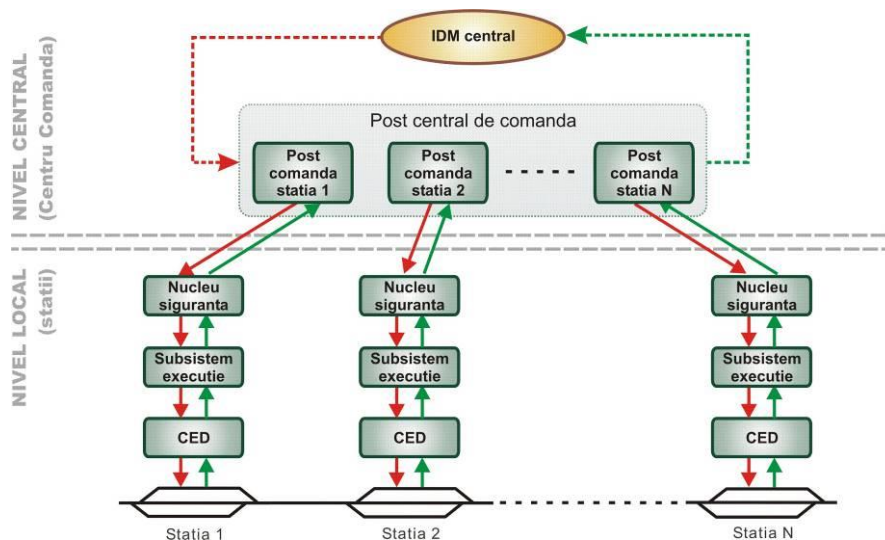 NIVEL CENTRAL
(Centru Comanda)
IDM central
Post central de comanda
Post
comanda
statia 1
Post
comanda
statia 2
Post
comanda
statia N
NIVEL LOCAL
(statii)
Nucleu
siguranta
Nucleu
siguranta
Nucleu
siguranta
Subsistem
executie
Subsistem
executie
Subsistem
executie
CED
CED
CED
Statia 1
Statia 2
Statia N